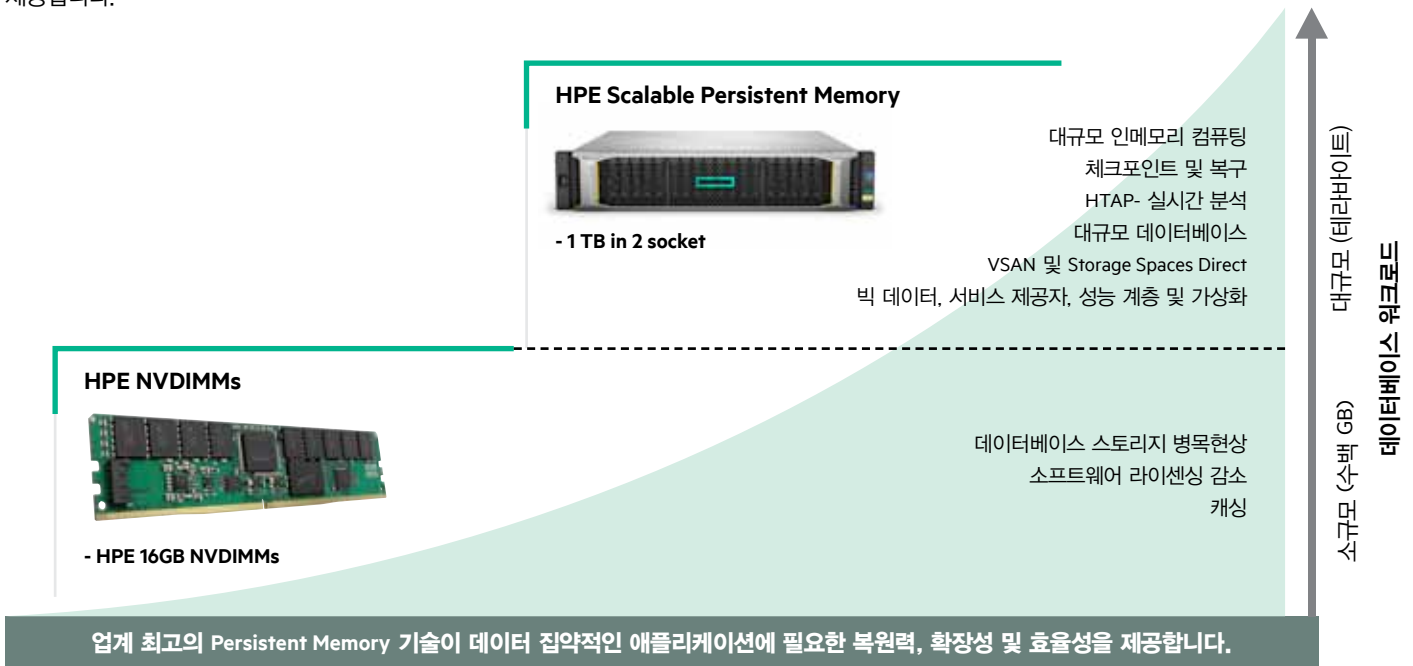 제공합니다.
HPE Scalable Persistent Memory
- 1 TB in 2 socket
대규모 인메모리 컴퓨팅
체크포인트 및 복구
HTAP- 실시간 분석
대규모 데이터베이스
VSAN 및 Storage Spaces Direct
빅 데이터, 서비스 제공자, 성능 계층 및 가상화
HPE NVDIMMs
- HPE 16GB NVDIMMs
데이터베이스 스토리지 병목현상
소프트웨어 라이센싱 감소
캐싱
대규모 (테라바이트)
소규모 (수백 GB)
데이터베이스 워크로드
업계 최고의 Persistent Memory 기술이 데이터 집약적인 애플리케이션에 필요한 복원력, 확장성 및 효율성을 제공합니다.